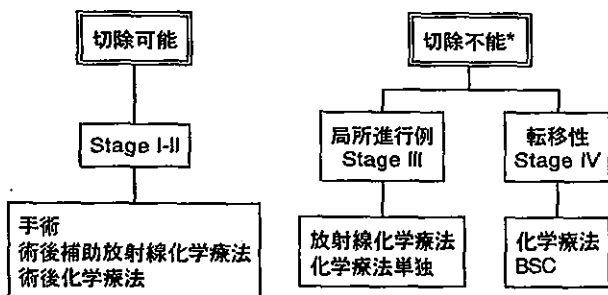 切除可能
Stage I-II
手術
術後補助放射線化学療法
術後化学療法
切除不能*
局所進行例
Stage III
放射線化学療法
化学療法単独
転移性
Stage IV
化学療法
BSC